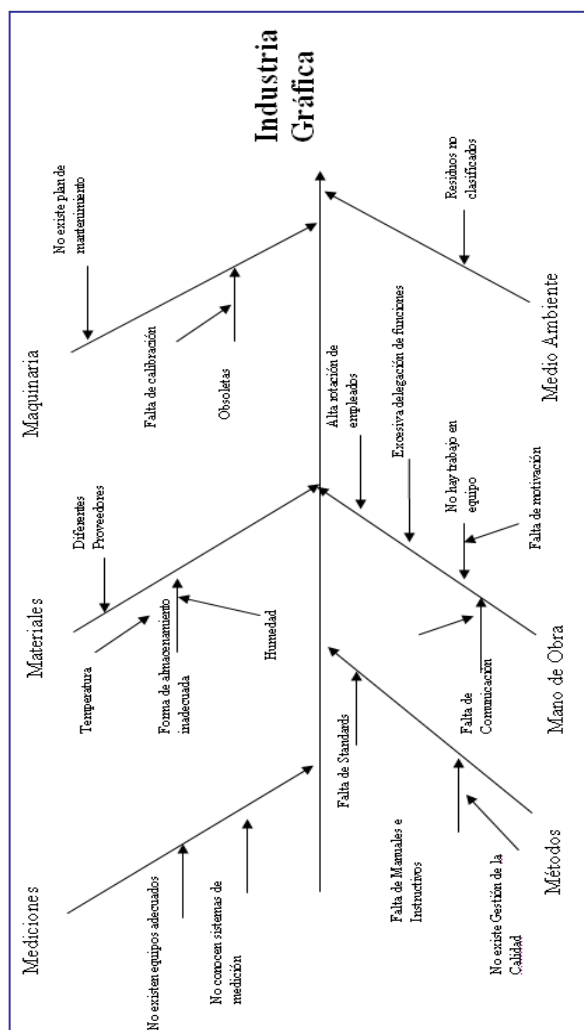 Mediciones
No existen equipos adecuados
No conocen sistemas de
medición
Materiales
Diferentes
Proveedores
Temperatura
Forma de almacenamiento
inadecuada
Humedad
Maquinaria
No existe plan de
mantenimiento
Falta de calibración
Obsoletas
Industria
Gráfica
Métodos
Falta de Standards
Falta de Manuales e
Instructivos
No existe Gestión de la
Calidad
Mano de Obra
Alta rotación de
empleados
Excesiva delegación de funciones
No hay trabajo en
equipo
Falta de motivación
Falta de
Comunicación
Medio Ambiente
Residuos no
clasificados